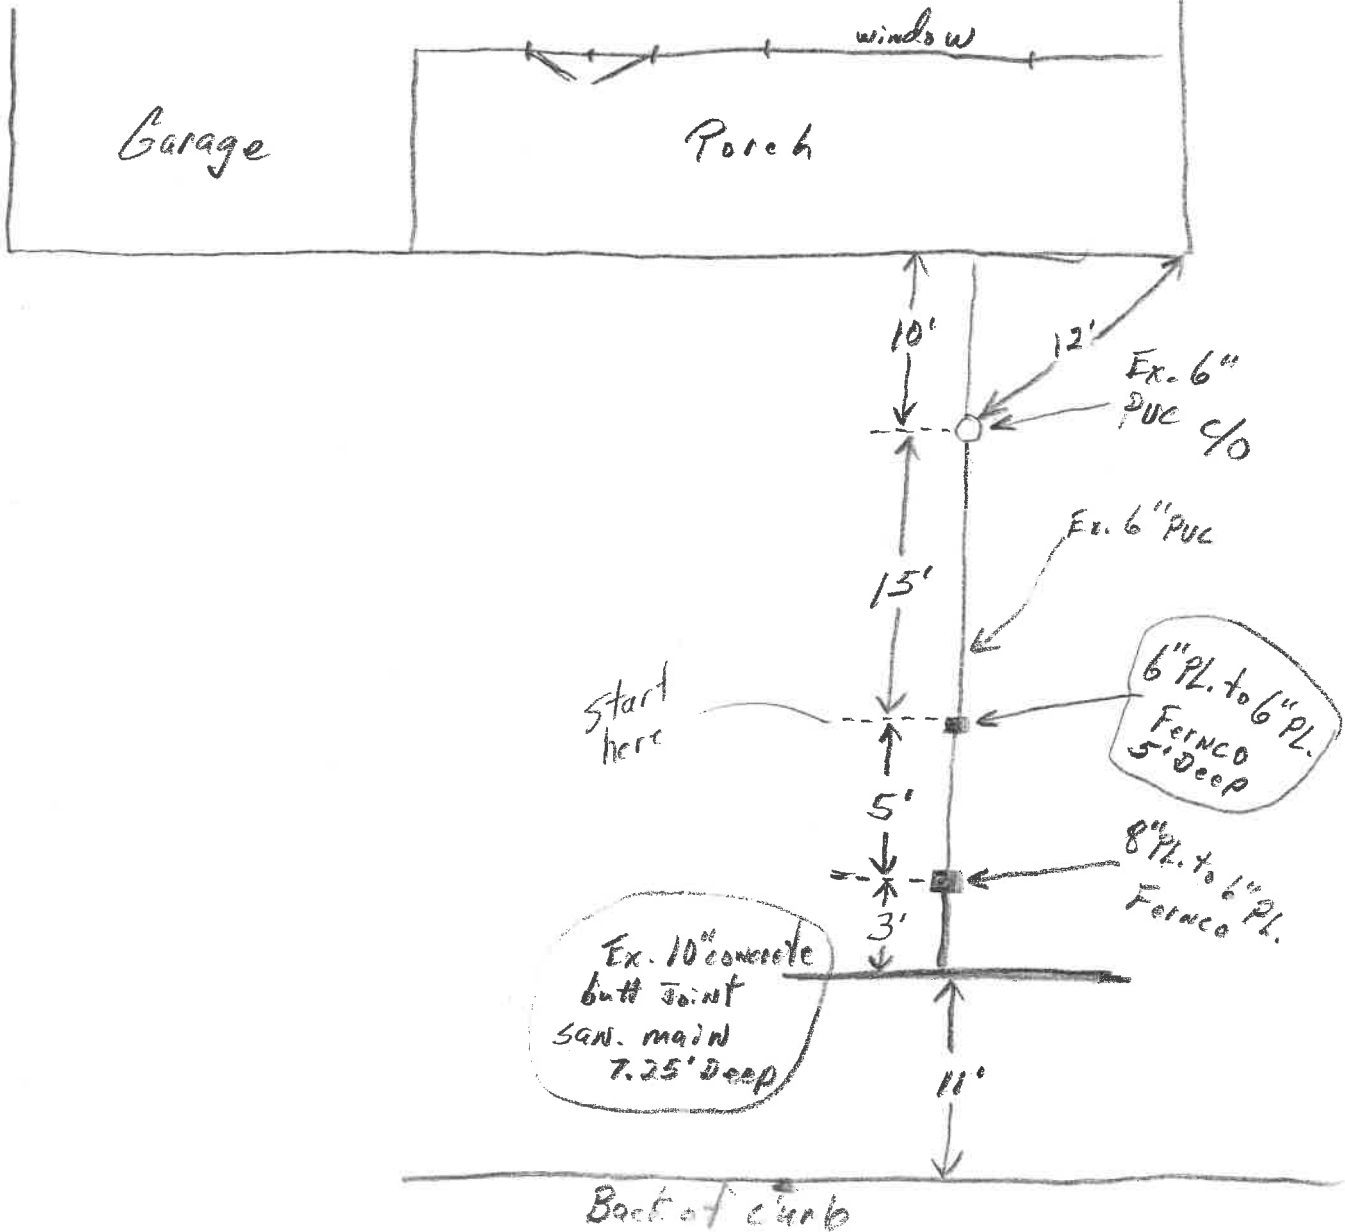 window
Garage
Porch
10'
12'
Ex. 6"
PVC C/O
15'
Ex. 6" PVC
Start
here
6" PL. to 6" PL.
Fernco
5' Deep
5'
8" PL. to 6" PL.
Fernco
3'
Ex. 10" concrete
butt Joint
San. main
7.25' Deep
11'
Back of curb